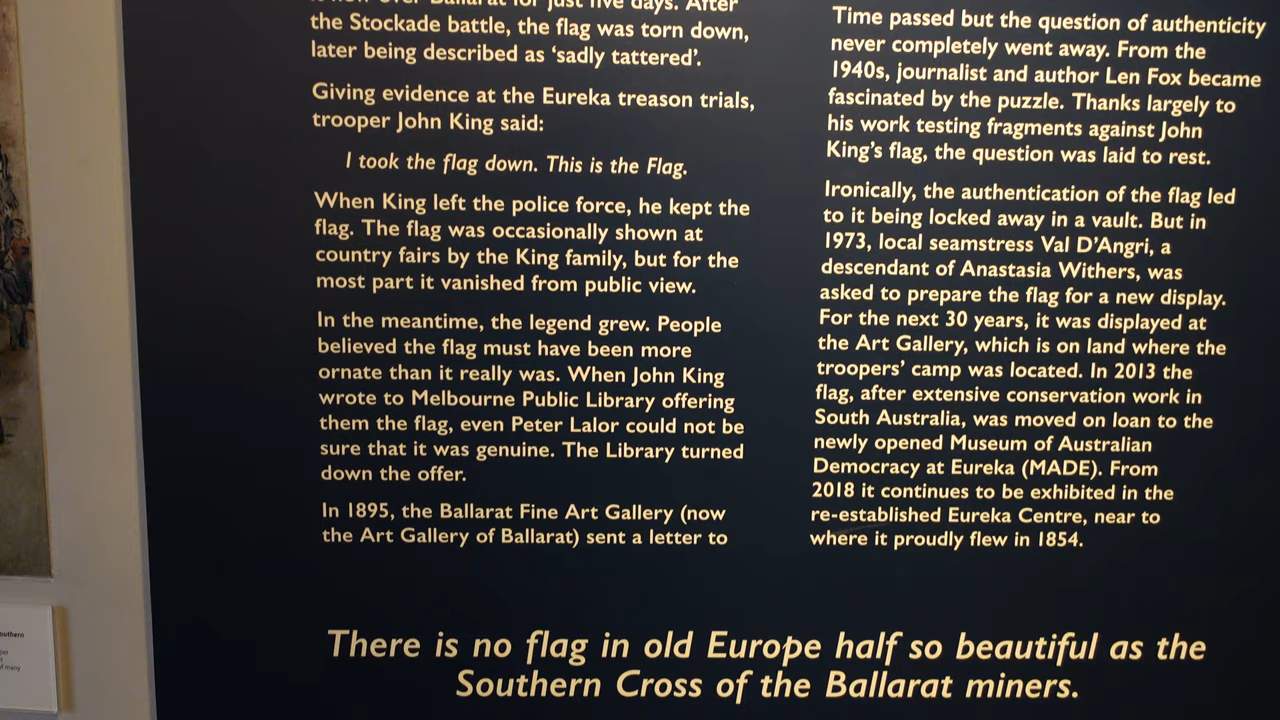 Ballarat for just five days. After
the Stockade battle, the flag was torn down,
later being described as ‘sadly tattered’.
Giving evidence at the Eureka treason trials,
trooper John King said:
I took the flag down. This is the Flag.
When King left the police force, he kept the
flag. The flag was occasionally shown at
country fairs by the King family, but for the
most part it vanished from public view.
In the meantime, the legend grew. People
believed the flag must have been more
ornate than it really was. When John King
wrote to Melbourne Public Library offering
them the flag, even Peter Lalor could not be
sure that it was genuine. The Library turned
down the offer.
In 1895, the Ballarat Fine Art Gallery (now
the Art Gallery of Ballarat) sent a letter to
Time passed but the question of authenticity
never completely went away. From the
1940s, journalist and author Len Fox became
fascinated by the puzzle. Thanks largely to
his work testing fragments against John
King’s flag, the question was laid to rest.
Ironically, the authentication of the flag led
to it being locked away in a vault. But in
1973, local seamstress Val D’Angri, a
descendant of Anastasia Withers, was
asked to prepare the flag for a new display.
For the next 30 years, it was displayed at
the Art Gallery, which is on land where the
troopers’ camp was located. In 2013 the
flag, after extensive conservation work in
South Australia, was moved on loan to the
newly opened Museum of Australian
Democracy at Eureka (MADE). From
2018 it continues to be exhibited in the
re-established Eureka Centre, near to
where it proudly flew in 1854.
There is no flag in old Europe half so beautiful as the
Southern Cross of the Ballarat miners.
many